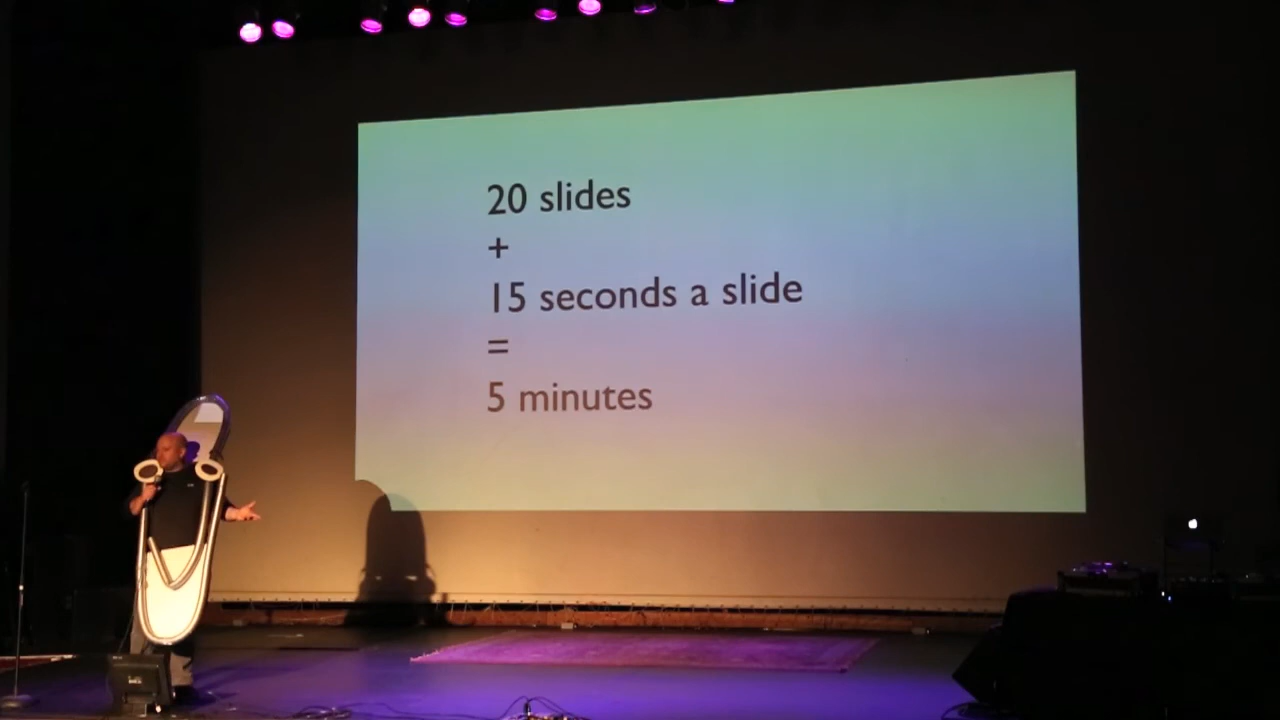 20 slides
+
15 seconds a slide
=
5 minutes